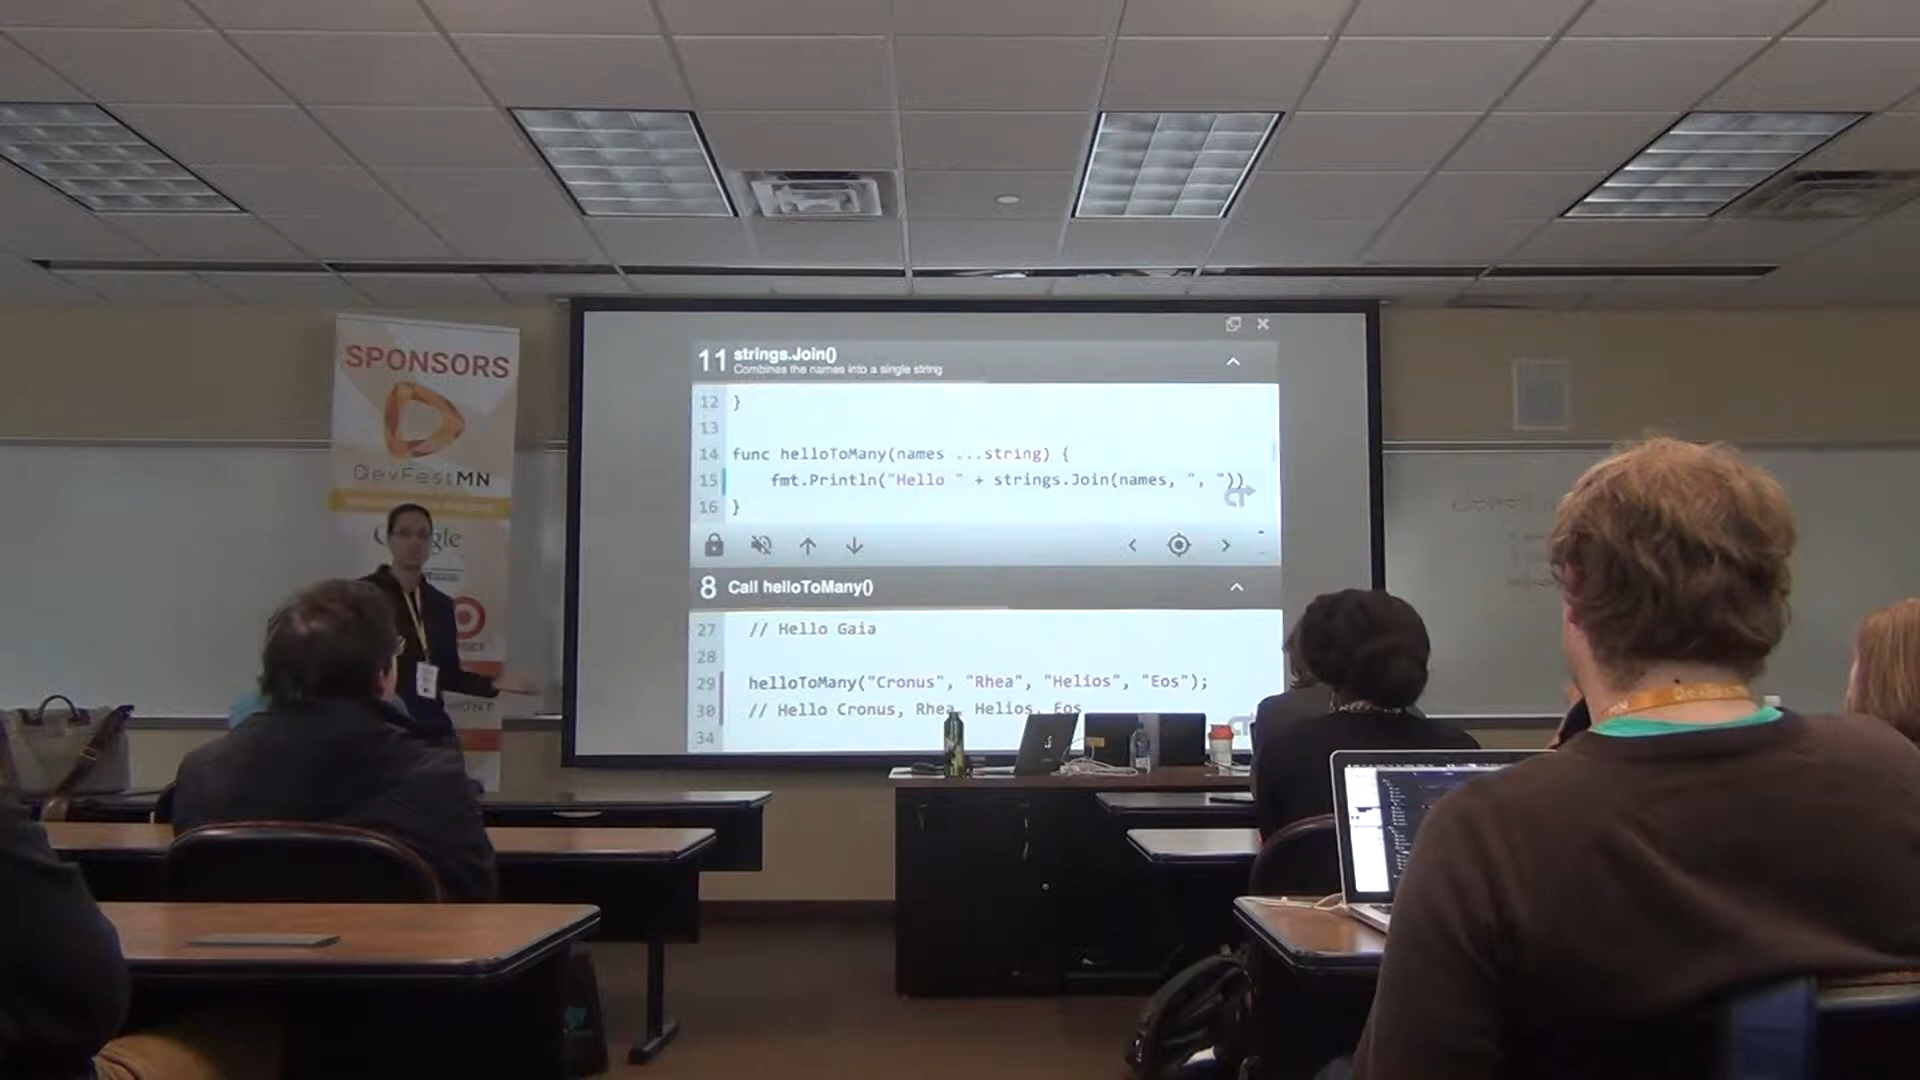 SPONSORS
DevFestMN
11 strings.Join()
Combines the names into a single string
12 }
13
14 func helloToMany(names ...string) {
15 fmt.Println("Hello " + strings.Join(names, ", "))
16 }
8 Call helloToMany()
27 // Hello Gaia
28
29 helloToMany("Cronus", "Rhea", "Helios", "Eos");
30 // Hello Cronus, Rhea, Helios, Eos
34